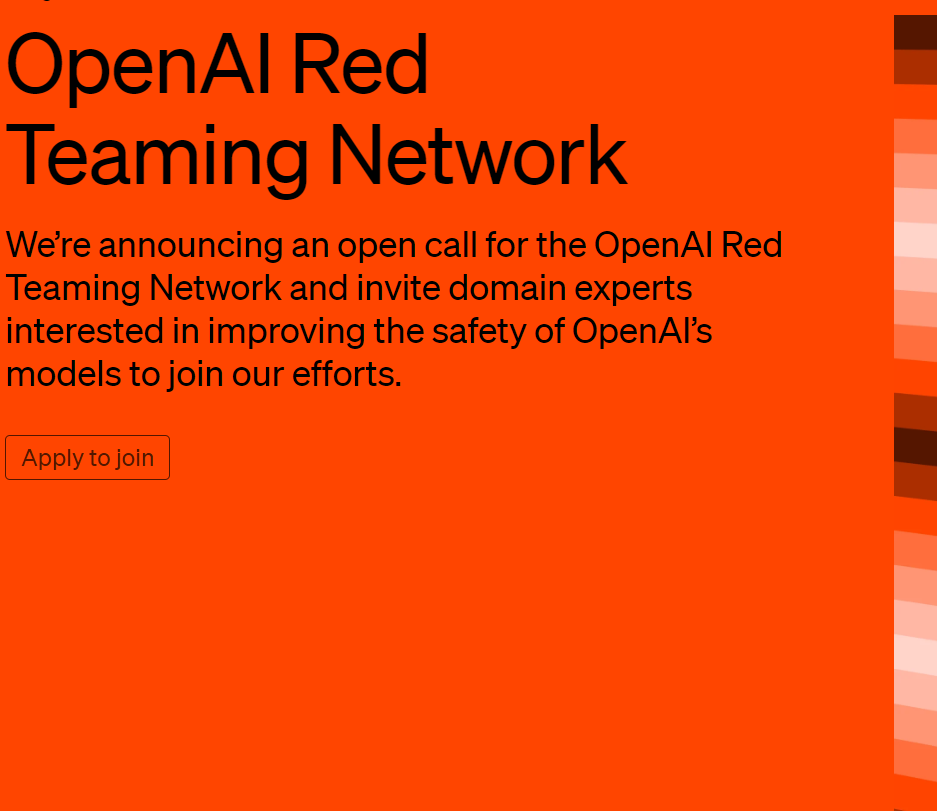 OpenAI Red
Teaming Network
We’re announcing an open call for the OpenAI Red
Teaming Network and invite domain experts
interested in improving the safety of OpenAI’s
models to join our efforts.
Apply to join